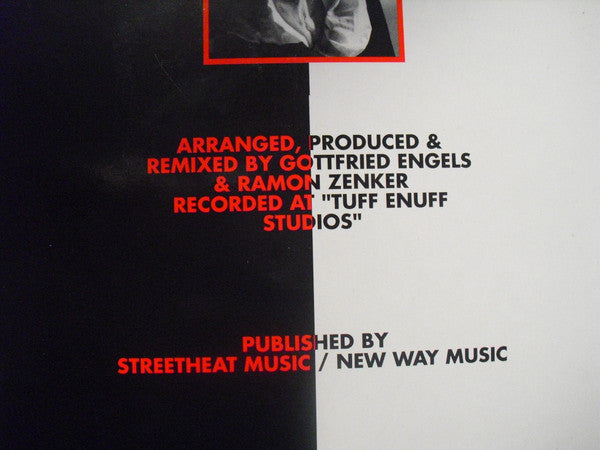 ARRANGED, PRODUCED &
REMIXED BY GOTTFRIED ENGELS
& RAMON ZENKER
RECORDED AT "TUFF ENUFF
STUDIOS"
PUBLISHED BY
STREETHEAT MUSIC / NEW WAY MUSIC